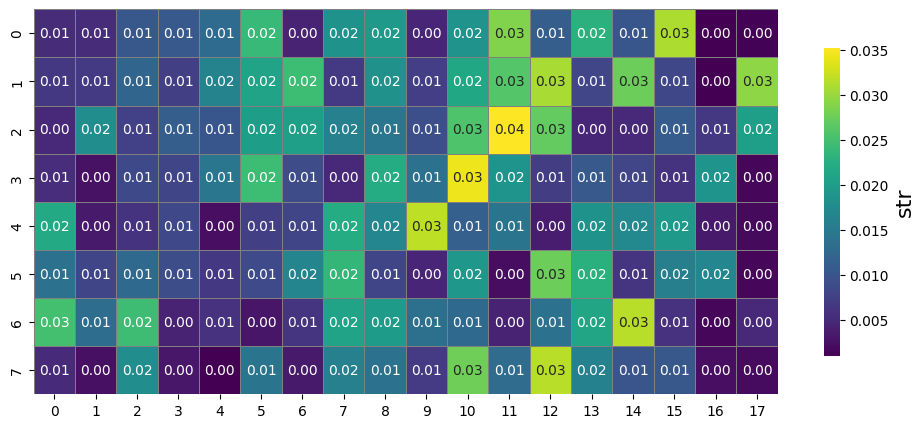 0 0.01 0.01 0.01 0.01 0.01 0.02 0.00 0.02 0.02 0.00 0.02 0.03 0.01 0.02 0.01 0.03 0.00 0.00
1 0.01 0.01 0.01 0.01 0.02 0.02 0.02 0.01 0.02 0.01 0.02 0.03 0.03 0.01 0.03 0.01 0.00 0.03
2 0.00 0.02 0.01 0.01 0.01 0.02 0.02 0.02 0.01 0.01 0.03 0.04 0.03 0.00 0.00 0.01 0.01 0.02
3 0.01 0.00 0.01 0.01 0.01 0.02 0.01 0.00 0.02 0.01 0.03 0.02 0.01 0.01 0.01 0.01 0.02 0.00
4 0.02 0.00 0.01 0.01 0.00 0.01 0.01 0.02 0.02 0.03 0.01 0.01 0.00 0.02 0.02 0.02 0.00 0.00
5 0.01 0.01 0.01 0.01 0.01 0.01 0.02 0.02 0.01 0.00 0.02 0.00 0.03 0.02 0.01 0.02 0.02 0.00
6 0.03 0.01 0.02 0.00 0.01 0.00 0.01 0.02 0.02 0.01 0.01 0.00 0.01 0.02 0.03 0.01 0.00 0.00
7 0.01 0.00 0.02 0.00 0.00 0.01 0.00 0.02 0.01 0.01 0.03 0.01 0.03 0.02 0.01 0.01 0.00 0.00
0 1 2 3 4 5 6 7 8 9 10 11 12 13 14 15 16 17
0.035
0.030
0.025
0.020
0.015
0.010
0.005
str